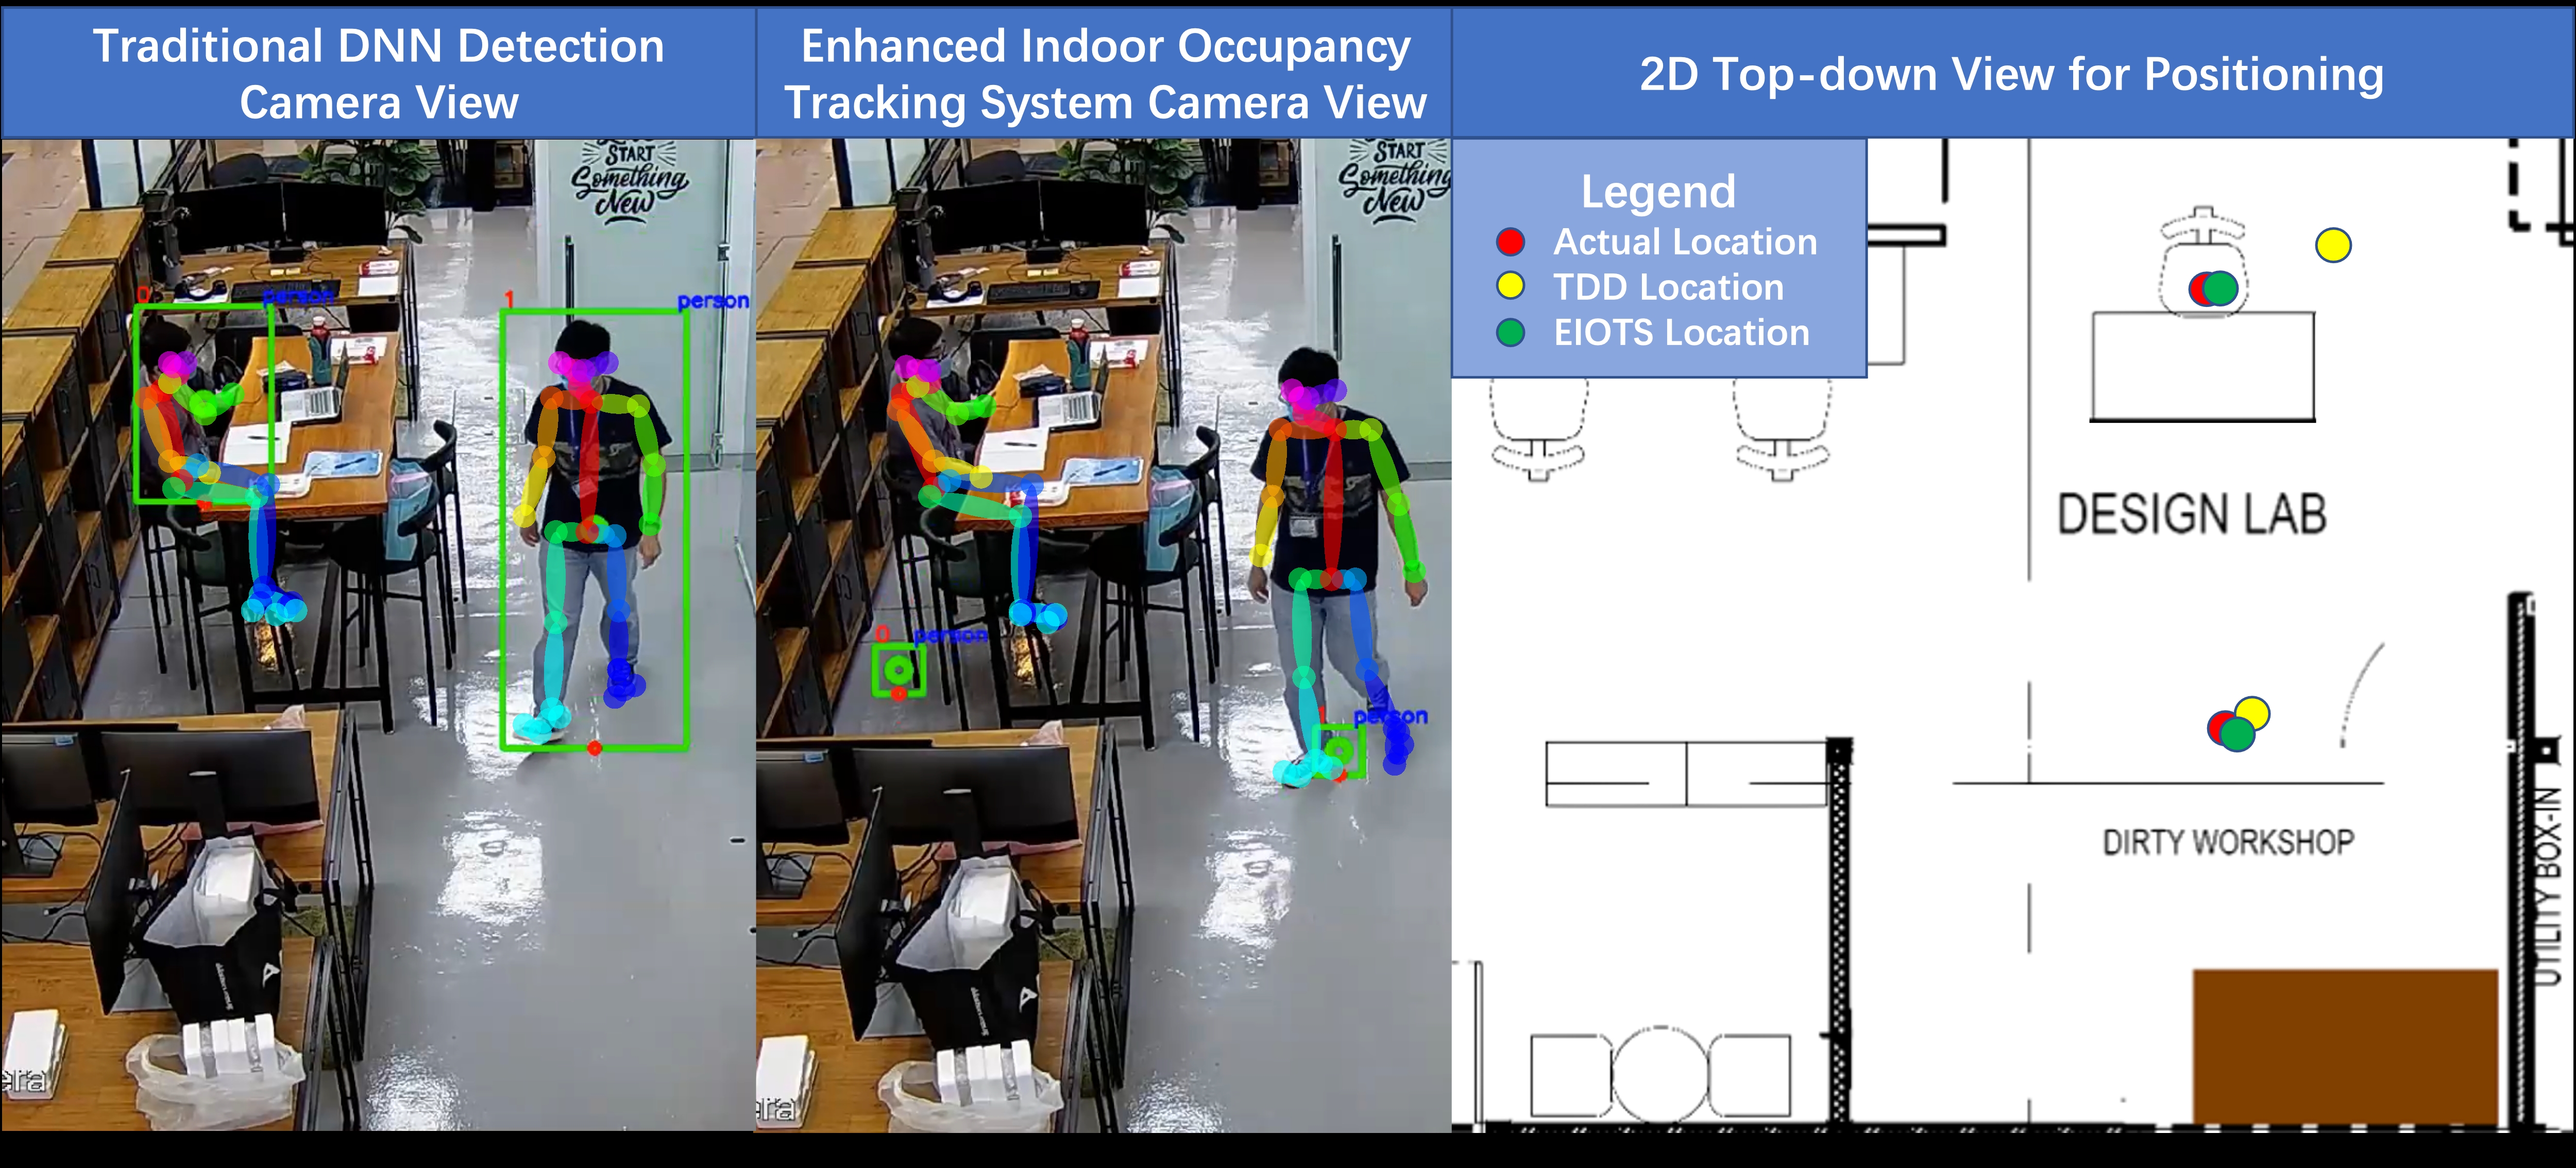 Traditional DNN Detection
Camera View
Enhanced Indoor Occupancy
Tracking System Camera View
2D Top-down View for Positioning
START
Something
New
0
person
1
person
era
START
Something
New
0
person
person
era
Legend
Actual Location
TDD Location
EIOTS Location
DESIGN LAB
DIRTY WORKSHOP
UTILITY BOX-IN